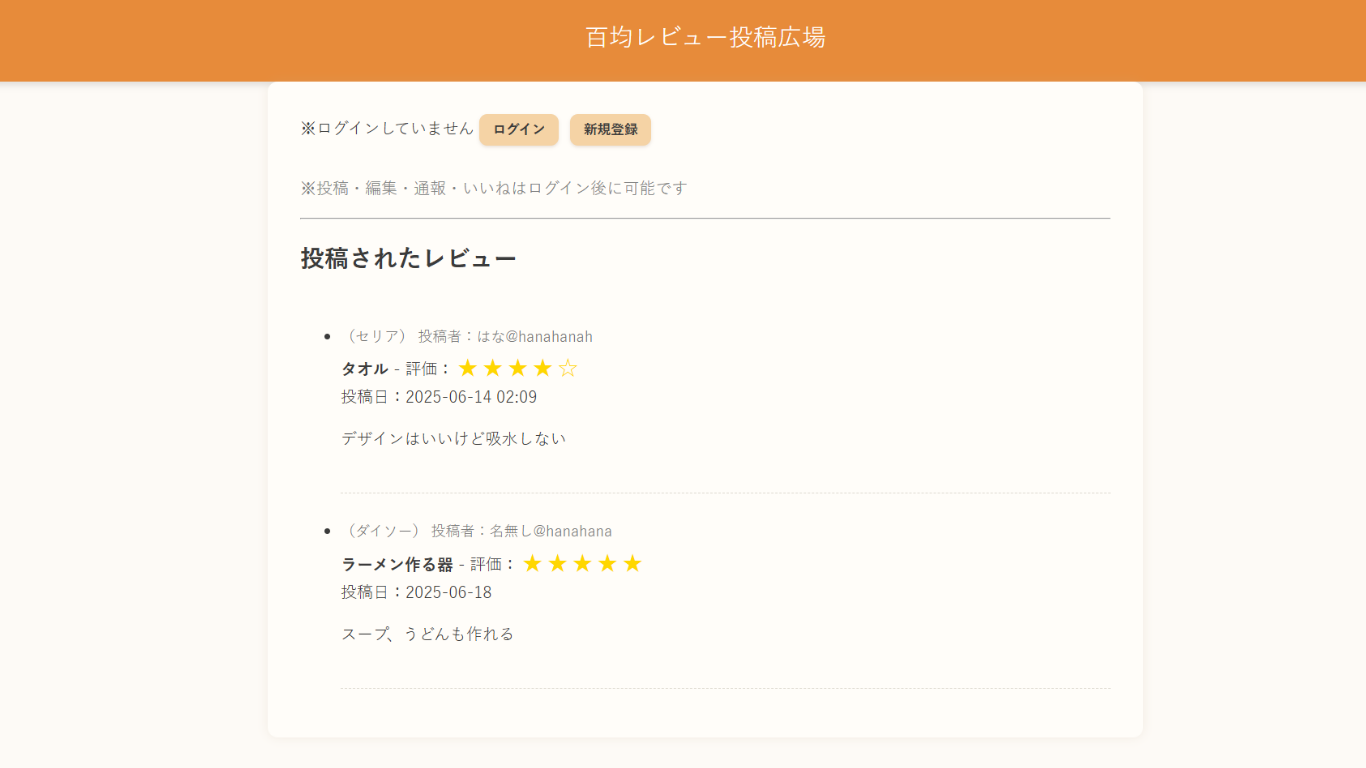 百均レビュー投稿広場
※ログインしていません ログイン 新規登録
※投稿・編集・通報・いいねはログイン後に可能です
投稿されたレビュー
• （セリア） 投稿者：はな@hanahanah
タオル - 評価： ★★★★☆
投稿日：2025-06-14 02:09
デザインはいいけど吸水しない
• （ダイソー） 投稿者：名無し@hanahana
ラーメン作る器 - 評価： ★★★★★
投稿日：2025-06-18
スープ、うどんも作れる